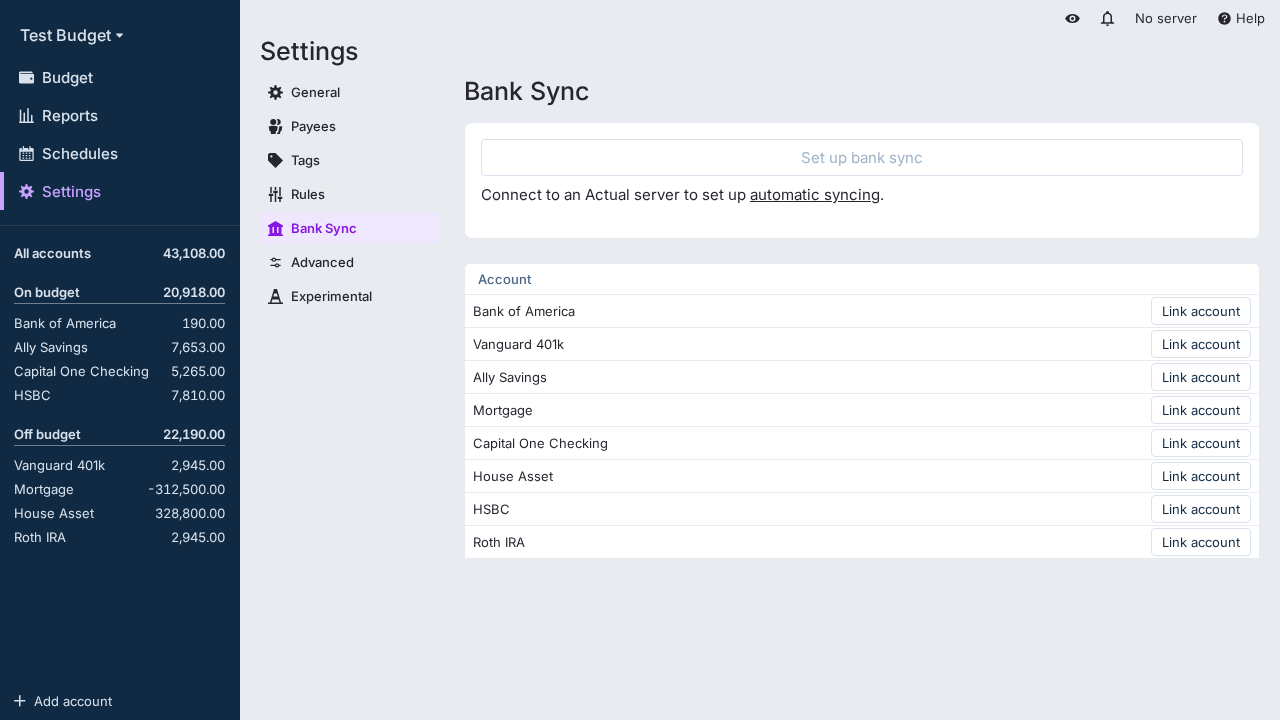 Test Budget
Budget
Reports
Schedules
Settings
All accounts 43,108.00
On budget 20,918.00
Bank of America 190.00
Ally Savings 7,653.00
Capital One Checking 5,265.00
HSBC 7,810.00
Off budget 22,190.00
Vanguard 401k 2,945.00
Mortgage -312,500.00
House Asset 328,800.00
Roth IRA 2,945.00
Add account
No server
Help
Settings
General
Payees
Tags
Rules
Bank Sync
Advanced
Experimental
Bank Sync
Set up bank sync
Connect to an Actual server to set up automatic syncing.
Account
Bank of America Link account
Vanguard 401k Link account
Ally Savings Link account
Mortgage Link account
Capital One Checking Link account
House Asset Link account
HSBC Link account
Roth IRA Link account